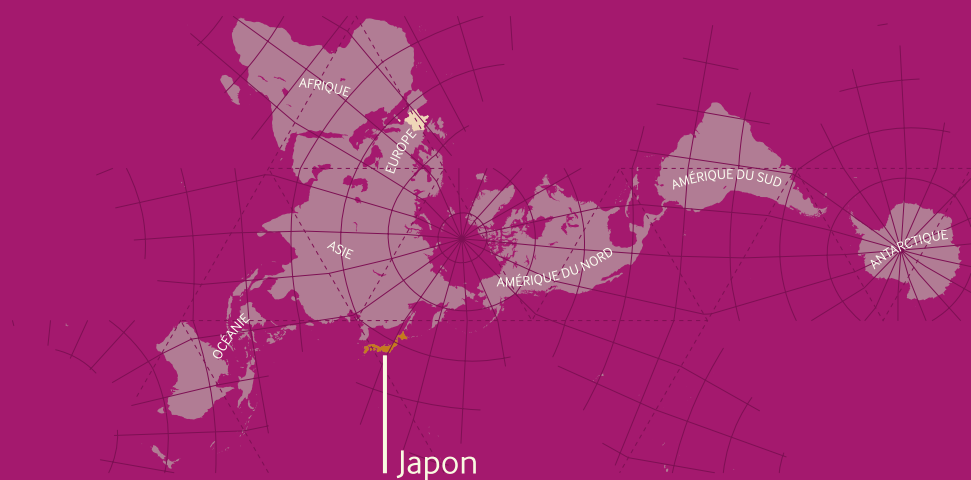 AFRIQUE
EUROPE
AMÉRIQUE DU SUD
ASIE
AMÉRIQUE DU NORD
ANTARCTIQUE
OCÉANIE
Japon